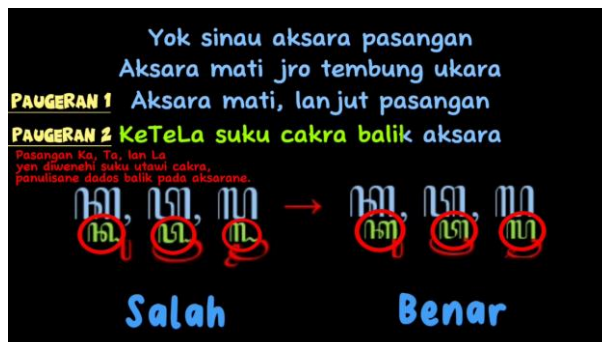 Yok sinau aksara pasangan
Aksara mati jro tembung ukara
PAUGERAN 1 Aksara mati, lanjut pasangan
PAUGERAN 2 KeTeLa suku cakra balik aksara
Pasangan Ka, Ta, lan La
yen diwenehi suku utawi cakra,
panulisane dados balik pada aksarane.
→
Salah Benar